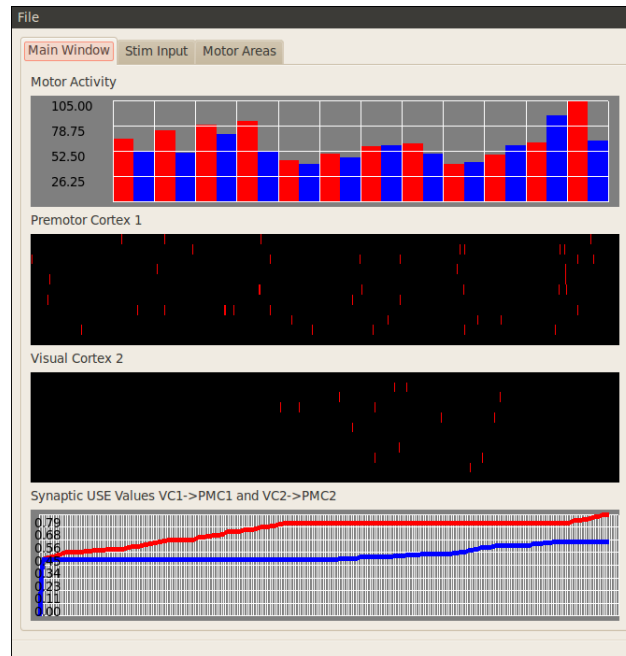 File
Main Window Stim Input Motor Areas
Motor Activity
105.00
78.75
52.50
26.25
Premotor Cortex 1
Visual Cortex 2
Synaptic USE Values VC1->PMC1 and VC2->PMC2
0.79
0.68
0.56
0.45
0.34
0.23
0.11
0.00